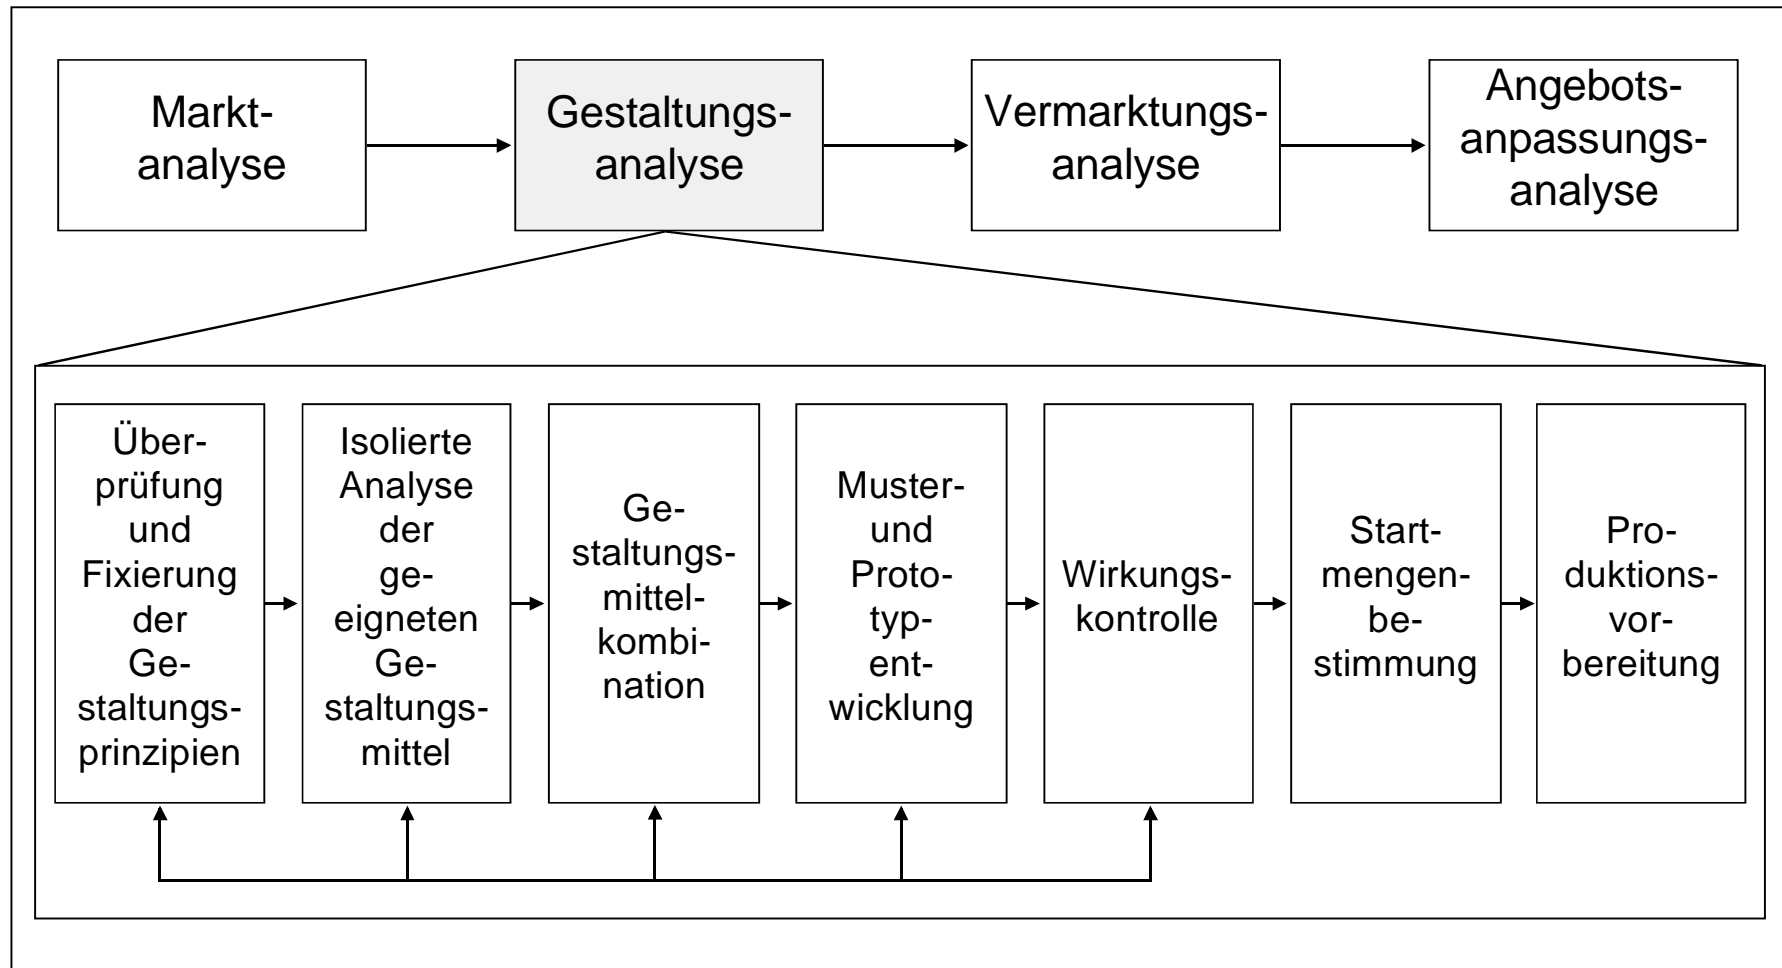 Markt-
analyse
Gestaltungs-
analyse
Vermarktungs-
analyse
Angebots-
anpassungs-
analyse
Über-
prüfung
und
Fixierung
der
Ge-
staltungs-
prinzipien
Isolierte
Analyse
der
ge-
eigneten
Ge-
staltungs-
mittel
Ge-
staltungs-
mittel-
kombi-
nation
Muster-
und
Proto-
typ-
ent-
wicklung
Wirkungs-
kontrolle
Start-
mengen-
be-
stimmung
Pro-
duktions-
vor-
bereitung